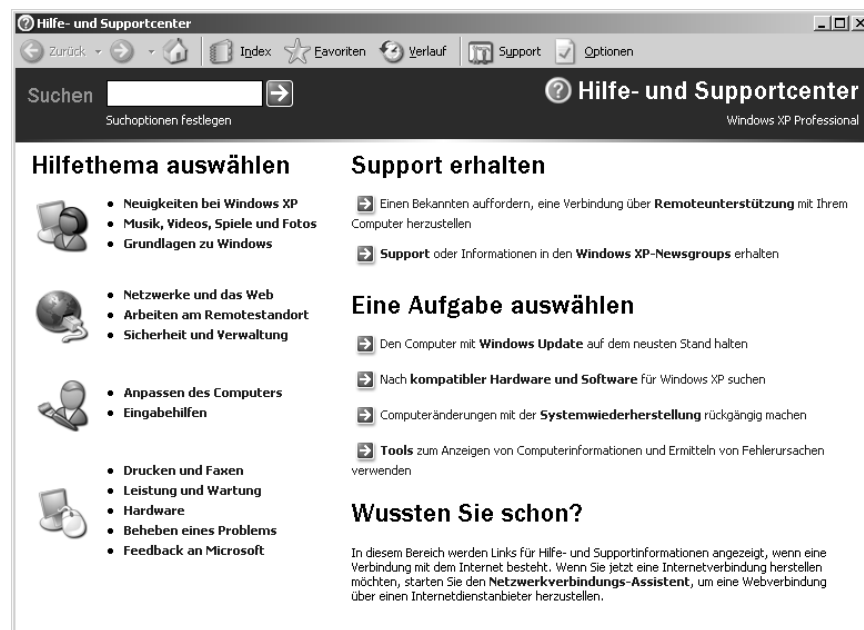 Hilfe- und Supportcenter
Zurück Index Favoriten Verlauf Support Optionen
Suchen
Suchoptionen festlegen
Hilfe- und Supportcenter
Windows XP Professional
Hilfethema auswählen
Neuigkeiten bei Windows XP
Musik, Videos, Spiele und Fotos
Grundlagen zu Windows
Netzwerke und das Web
Arbeiten am Remotestandort
Sicherheit und Verwaltung
Anpassen des Computers
Eingabehilfen
Drucken und Faxen
Leistung und Wartung
Hardware
Beheben eines Problems
Feedback an Microsoft
Support erhalten
Einen Bekannten auffordern, eine Verbindung über Remoteunterstützung mit Ihrem
Computer herzustellen
Support oder Informationen in den Windows XP-Newsgroups erhalten
Eine Aufgabe auswählen
Den Computer mit Windows Update auf dem neusten Stand halten
Nach kompatibler Hardware und Software für Windows XP suchen
Computeränderungen mit der Systemwiederherstellung rückgängig machen
Tools zum Anzeigen von Computerinformationen und Ermitteln von Fehlerursachen
verwenden
Wussten Sie schon?
In diesem Bereich werden Links für Hilfe- und Supportinformationen angezeigt, wenn eine
Verbindung mit dem Internet besteht. Wenn Sie jetzt eine Internetverbindung herstellen
möchten, starten Sie den Netzwerkverbindungs-Assistent, um eine Webverbindung
über einen Internetdienstanbieter herzustellen.